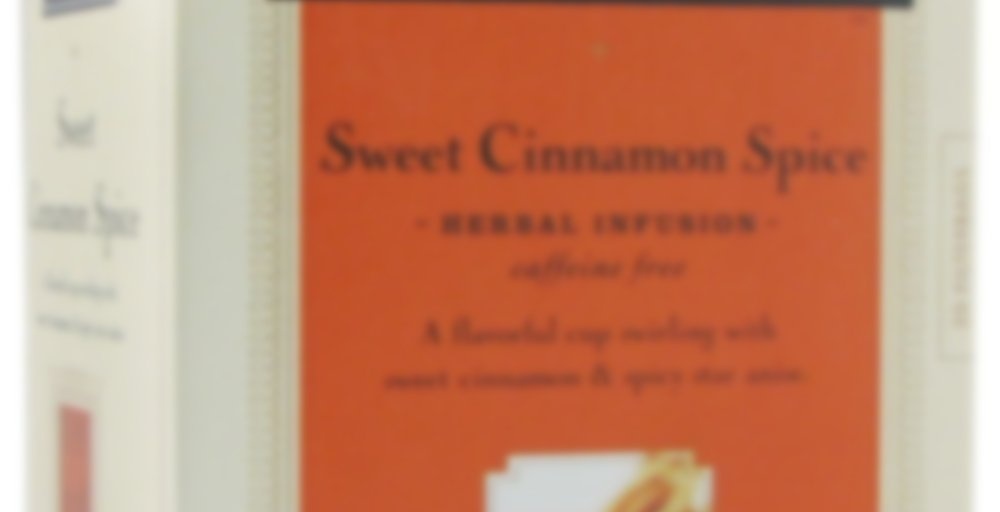 Sweet
Cinnamon Spice
Sweet Cinnamon Spice
- HERBAL INFUSION -
caffeine free
A flavorful cup swirling with
sweet cinnamon & spicy star anise.